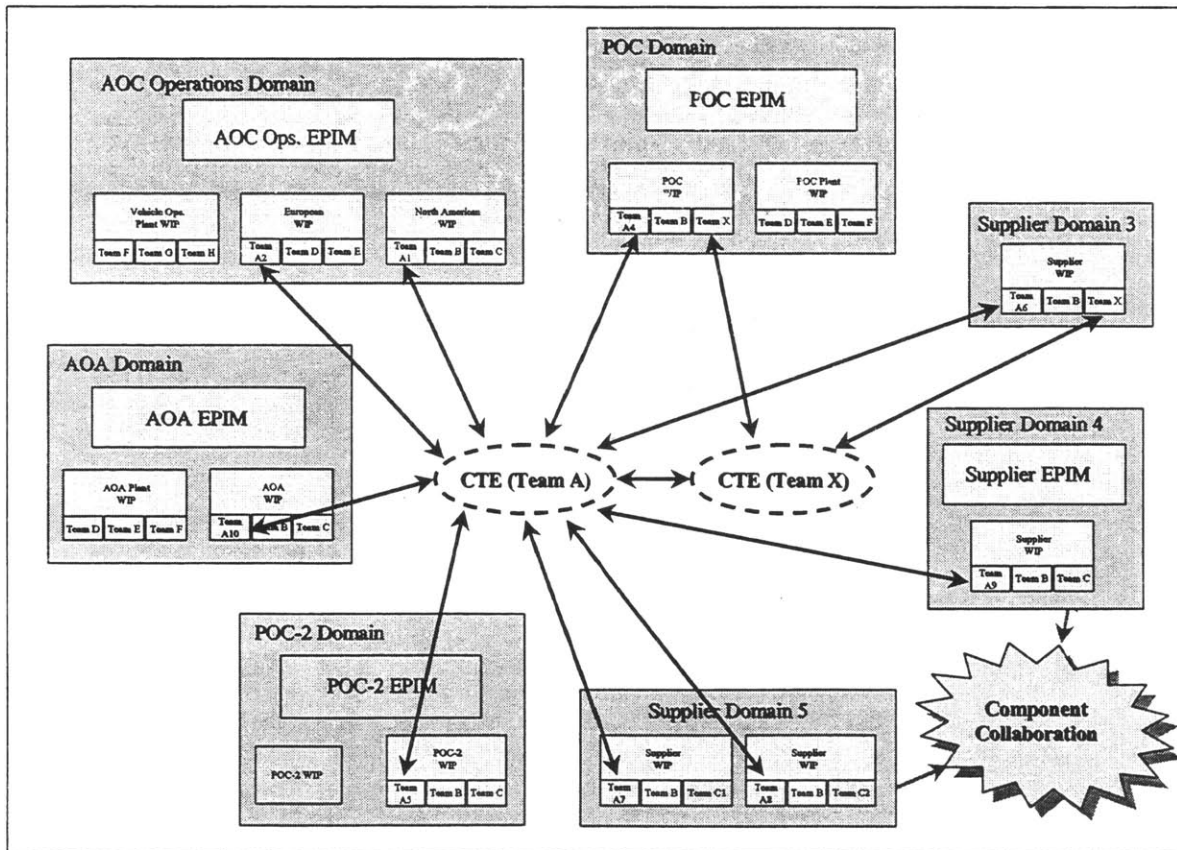 AOC Operations Domain
AOC Ops. EPIM
Vehicle Ops.
Plant WIP
Team F
Team G
Team H
European
WIP
Team
A2
Team D
Team E
North American
WIP
Team
A1
Team B
Team C
POC Domain
POC EPIM
POC
WIP
Team
A4
Team B
Team X
POC Plant
WIP
Team D
Team E
Team F
Supplier Domain 3
Supplier
WIP
Team
A6
Team B
Team X
AOA Domain
AOA EPIM
AOA Plant
WIP
Team D
Team E
Team F
AOA
WIP
Team
A10
Team B
Team C
CTE (Team A)
CTE (Team X)
Supplier Domain 4
Supplier EPIM
Supplier
WIP
Team
A9
Team B
Team C
POC-2 Domain
POC-2 EPIM
POC-2 WIP
POC-2
WIP
Team
A5
Team B
Team C
Supplier Domain 5
Supplier
WIP
Team
A7
Team B
Team C1
Supplier
WIP
Team
A8
Team B
Team C2
Component
Collaboration